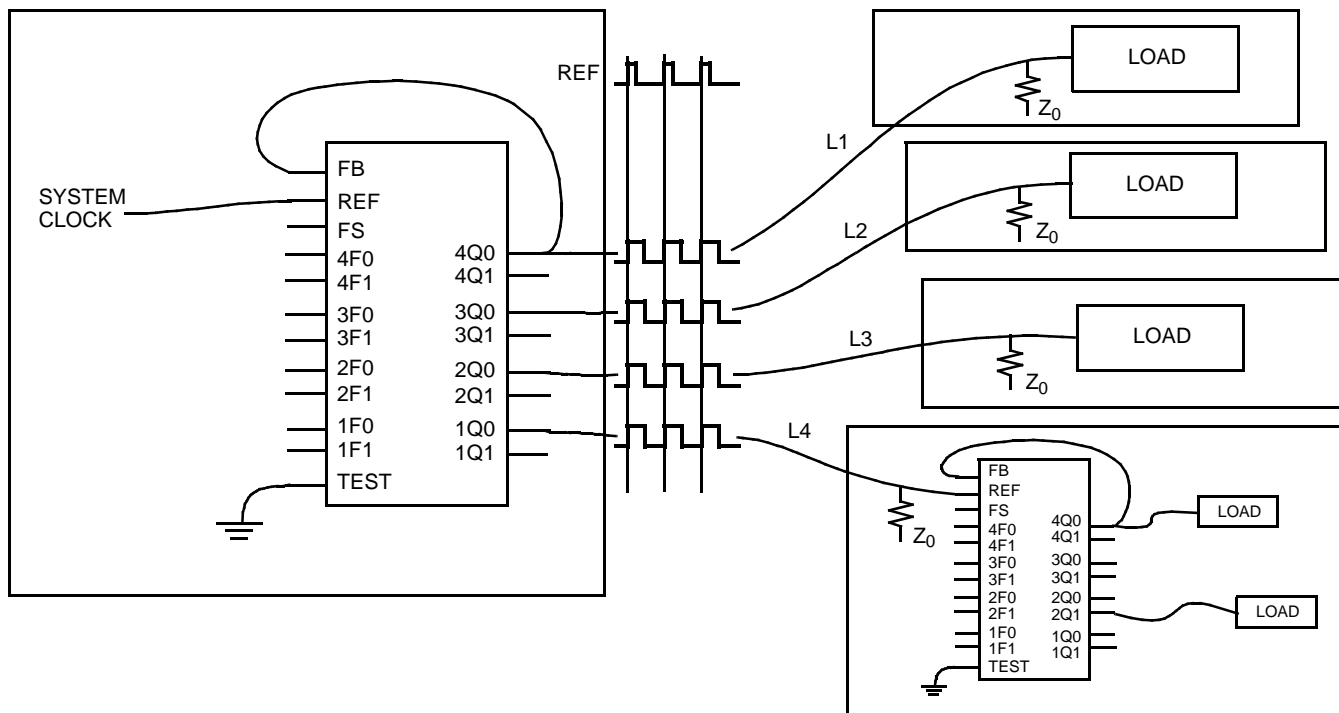 SYSTEM
CLOCK
FB
REF
FS
4F0
4F1
3F0
3F1
2F0
2F1
1F0
1F1
TEST
4Q0
4Q1
3Q0
3Q1
2Q0
2Q1
1Q0
1Q1
REF
L1
L2
L3
L4
LOAD
Z0
LOAD
Z0
LOAD
Z0
Z0
FB
REF
FS
4F0
4F1
3F0
3F1
2F0
2F1
1F0
1F1
TEST
4Q0
4Q1
3Q0
3Q1
2Q0
2Q1
1Q0
1Q1
LOAD
LOAD